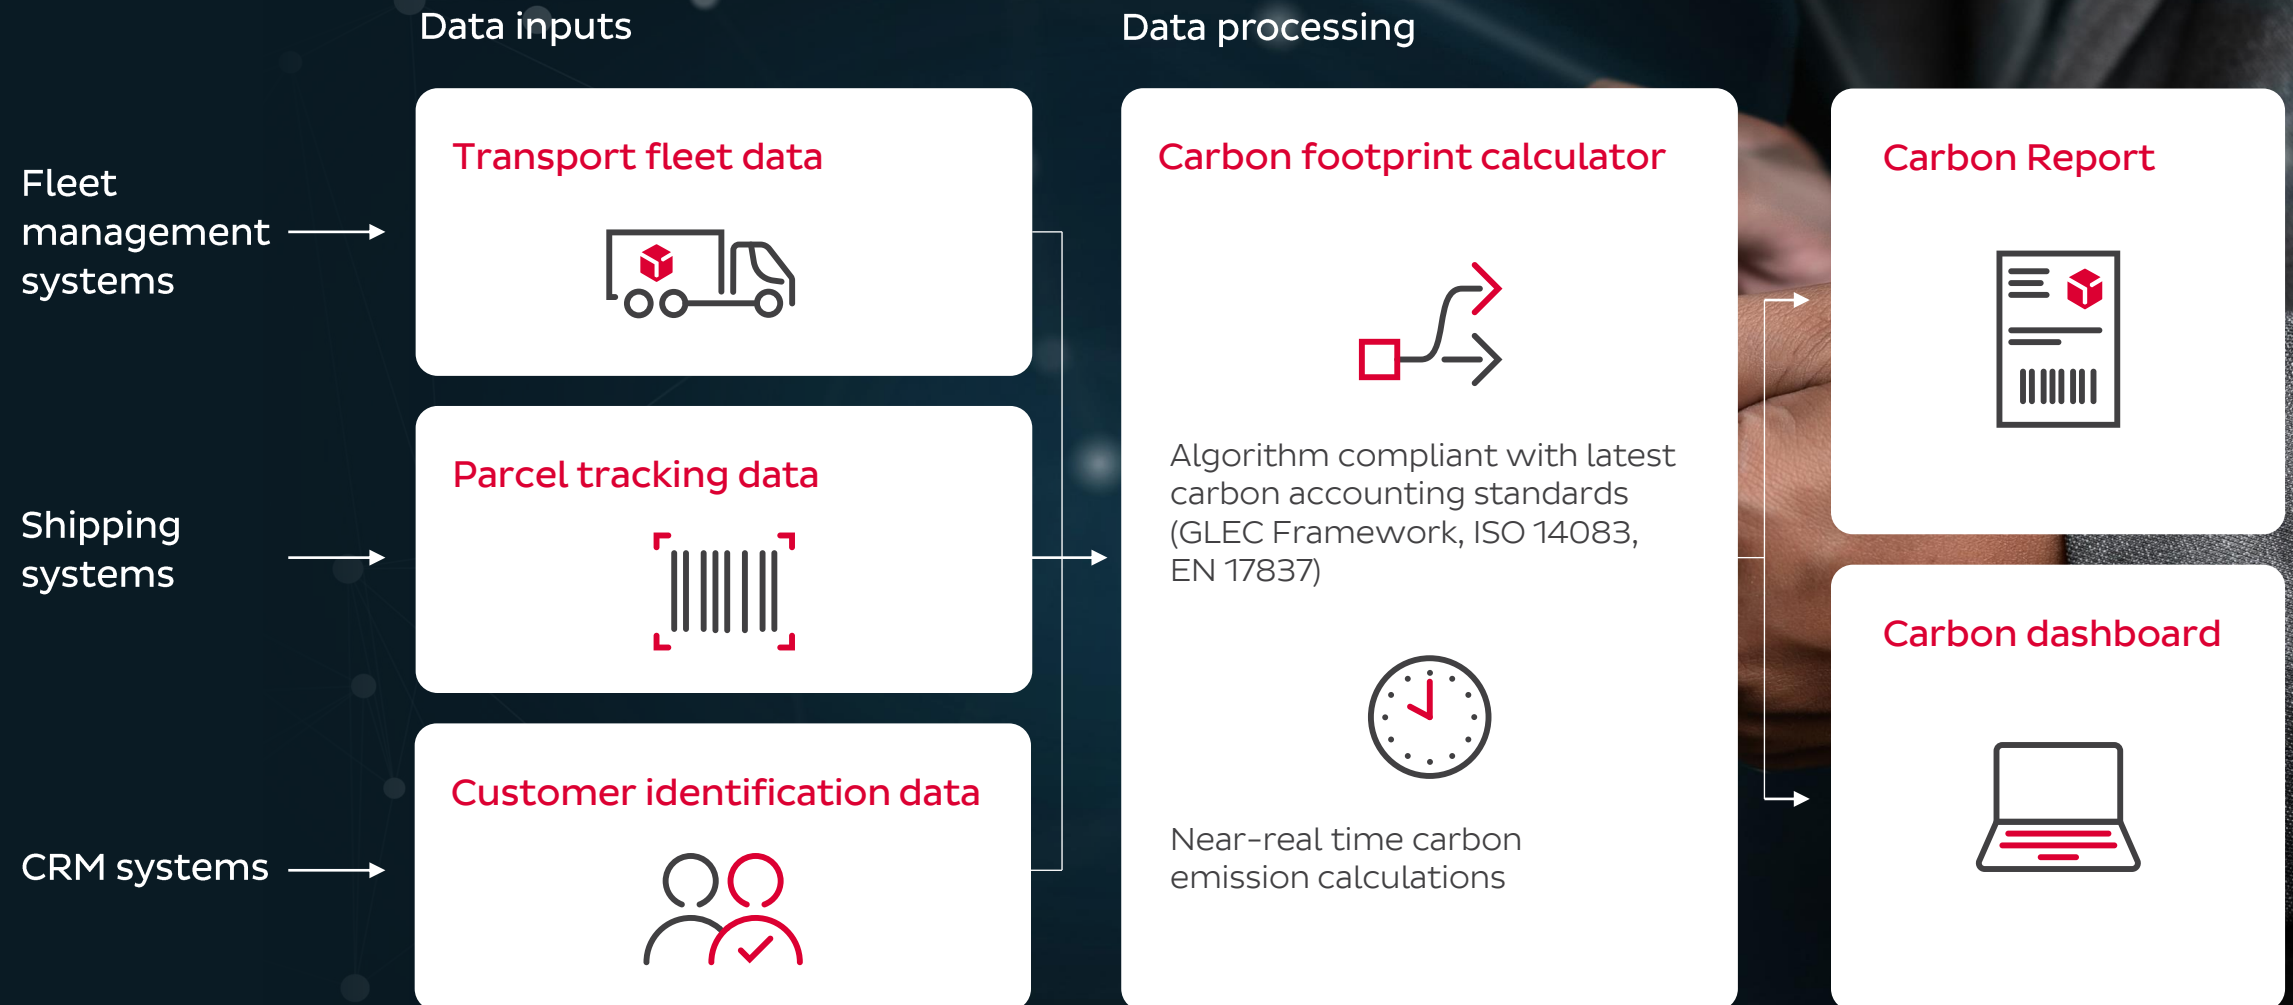 Data inputs
Data processing
Fleet
management
systems
Transport fleet data
Shipping
systems
Parcel tracking data
CRM systems
Customer identification data
Carbon footprint calculator
Algorithm compliant with latest
carbon accounting standards
(GLEC Framework, ISO 14083,
EN 17837)
Near-real time carbon
emission calculations
Carbon Report
Carbon dashboard